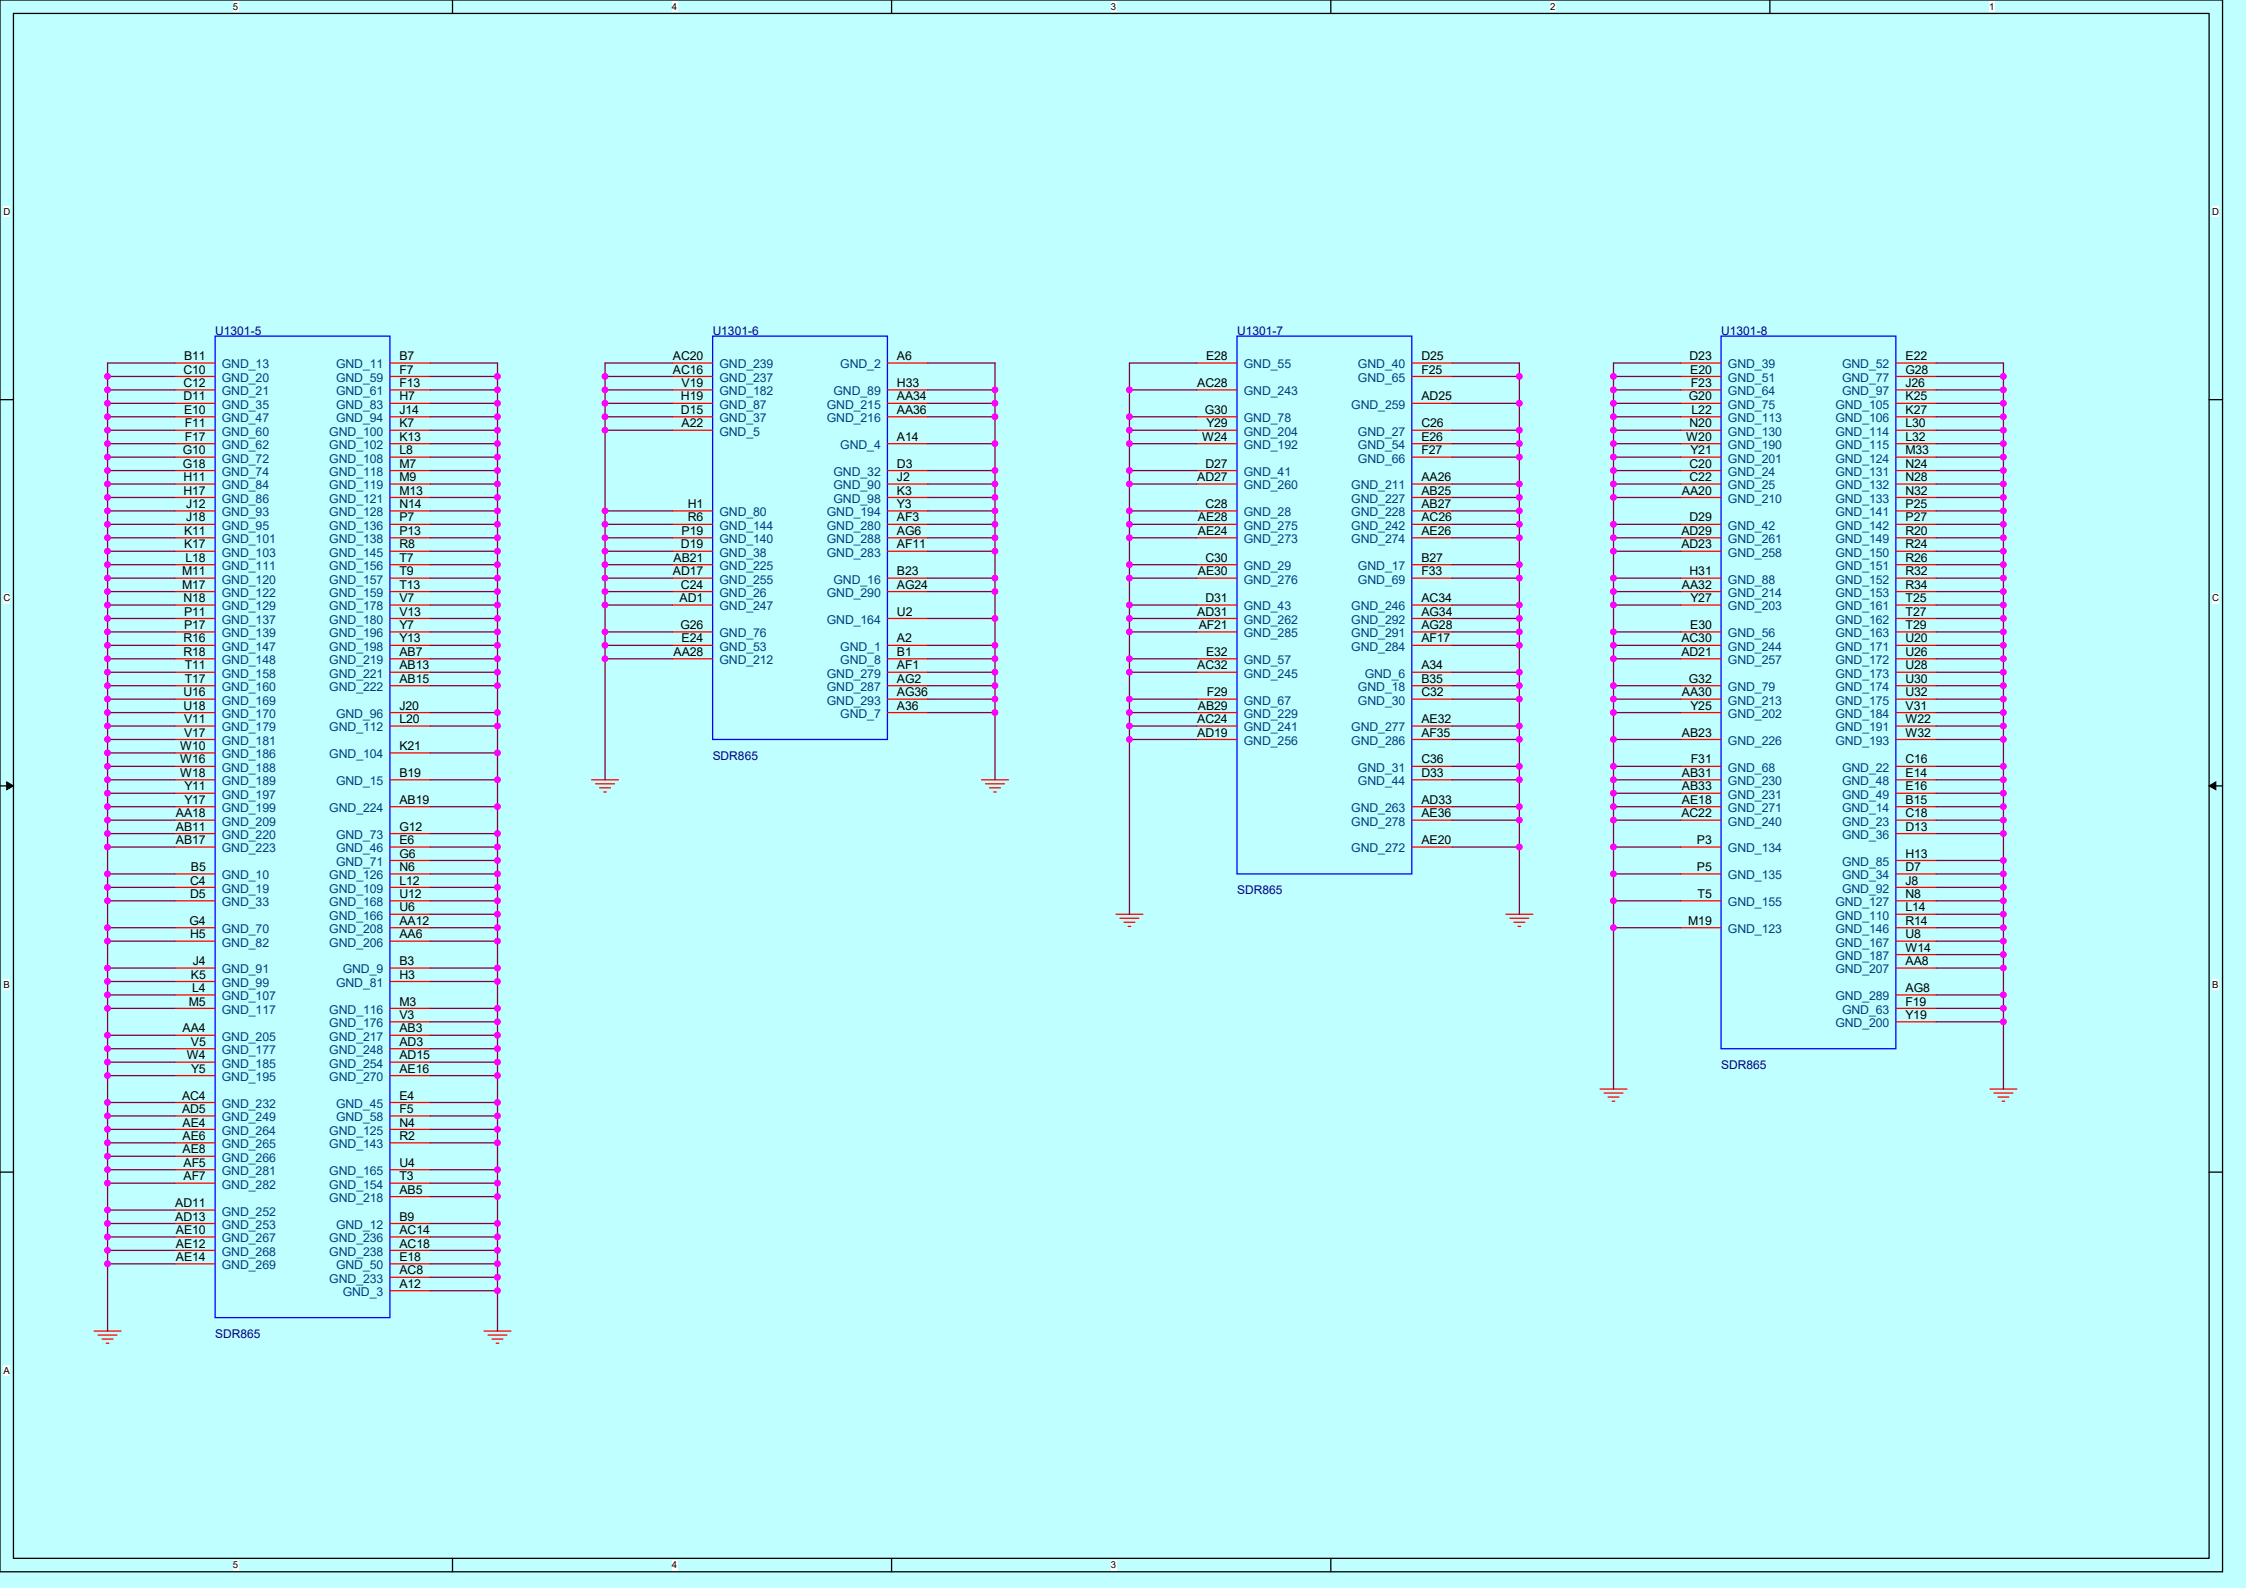 5 4 3 2 1
D D
U1301-5
B11 GND_13 GND_11 B7
C10 GND_20 GND_59 F7
C12 GND_21 GND_61 F13
D11 GND_35 GND_83 H7
E10 GND_47 GND_94 J14
F11 GND_60 GND_100 K7
F17 GND_62 GND_102 K13
G10 GND_72 GND_108 L8
G18 GND_74 GND_118 M7
H11 GND_84 GND_119 M9
H17 GND_86 GND_121 M13
J12 GND_93 GND_128 N14
J18 GND_95 GND_136 P7
K11 GND_101 GND_138 P13
K17 GND_103 GND_145 R8
L18 GND_111 GND_156 T7
M11 GND_120 GND_157 T9
M17 GND_122 GND_159 T13
N18 GND_129 GND_178 V7
P11 GND_137 GND_180 V13
P17 GND_139 GND_196 Y7
R16 GND_147 GND_198 Y13
R18 GND_148 GND_219 AB7
T11 GND_158 GND_221 AB13
T17 GND_160 GND_222 AB15
U16 GND_169
U18 GND_170 GND_96 J20
V11 GND_179 GND_112 L20
V17 GND_181
W10 GND_186 GND_104 K21
W16 GND_188
W18 GND_189 GND_15 B19
Y11 GND_197
Y17 GND_199 GND_224 AB19
AA18 GND_209
AB11 GND_220 GND_73 G12
AB17 GND_223 GND_46 E6
GND_71 G6
B5 GND_10 GND_126 N6
C4 GND_19 GND_109 L12
D5 GND_33 GND_168 U12
GND_166 U6
G4 GND_70 GND_208 AA12
H5 GND_82 GND_206 AA6
J4 GND_91 GND_9 B3
K5 GND_99 GND_81 H3
L4 GND_107
M5 GND_117 GND_116 M3
GND_176 V3
AA4 GND_205 GND_217 AB3
V5 GND_177 GND_248 AD3
W4 GND_185 GND_254 AD15
Y5 GND_195 GND_270 AE16
AC4 GND_232 GND_45 E4
AD5 GND_249 GND_58 F5
AE4 GND_264 GND_125 N4
AE6 GND_265 GND_143 R2
AE8 GND_266
AF5 GND_281 GND_165 U4
AF7 GND_282 GND_154 T3
GND_218 AB5
AD11 GND_252
AD13 GND_253 GND_12 B9
AE10 GND_267 GND_236 AC14
AE12 GND_268 GND_238 AC18
AE14 GND_269 GND_50 E18
GND_233 AC8
GND_3 A12
SDR865
U1301-6
AC20 GND_239 GND_2 A6
AC16 GND_237
V19 GND_182 GND_89 H33
H19 GND_87 GND_215 AA34
D15 GND_37 GND_216 AA36
A22 GND_5
GND_4 A14
GND_32 D3
GND_90 J2
GND_98 K3
H1 GND_80 GND_194 Y3
R6 GND_144 GND_280 AF3
P19 GND_140 GND_288 AG6
D19 GND_38 GND_283 AF11
AB21 GND_225
AD17 GND_255 GND_16 B23
C24 GND_26 GND_290 AG24
AD1 GND_247
GND_164 U2
G26 GND_76
E24 GND_53 GND_1 A2
AA28 GND_212 GND_8 B1
GND_279 AF1
GND_287 AG2
GND_293 AG36
GND_7 A36
SDR865
U1301-7
E28 GND_55 GND_40 D25
GND_65 F25
AC28 GND_243
GND_259 AD25
G30 GND_78
Y29 GND_204 GND_27 C26
W24 GND_192 GND_54 E26
GND_66 F27
D27 GND_41
AD27 GND_260 GND_211 AA26
GND_227 AB25
C28 GND_28 GND_228 AB27
AE28 GND_275 GND_242 AC26
AE24 GND_273 GND_274 AE26
C30 GND_29 GND_17 B27
AE30 GND_276 GND_69 F33
D31 GND_43 GND_246 AC34
AD31 GND_262 GND_292 AG34
AF21 GND_285 GND_291 AG28
GND_284 AF17
E32 GND_57
AC32 GND_245 GND_6 A34
GND_18 B35
F29 GND_67 GND_30 C32
AB29 GND_229
AC24 GND_241 GND_277 AE32
AD19 GND_256 GND_286 AF35
GND_31 C36
GND_44 D33
GND_263 AD33
GND_278 AE36
GND_272 AE20
SDR865
U1301-8
D23 GND_39 GND_52 E22
E20 GND_51 GND_77 G28
F23 GND_64 GND_97 J26
G20 GND_75 GND_105 K25
L22 GND_113 GND_106 K27
N20 GND_130 GND_114 L30
W20 GND_190 GND_115 L32
Y21 GND_201 GND_124 M33
C20 GND_24 GND_131 N24
C22 GND_25 GND_132 N28
AA20 GND_210 GND_133 N32
GND_141 P25
D29 GND_42 GND_142 P27
AD29 GND_261 GND_149 R20
AD23 GND_258 GND_150 R24
GND_151 R26
H31 GND_88 GND_152 R32
AA32 GND_214 GND_153 R34
Y27 GND_203 GND_161 T25
GND_162 T27
E30 GND_56 GND_163 T29
AC30 GND_244 GND_171 U20
AD21 GND_257 GND_172 U26
GND_173 U28
G32 GND_79 GND_174 U30
AA30 GND_213 GND_175 U32
Y25 GND_202 GND_184 V31
GND_191 W22
AB23 GND_226 GND_193 W32
F31 GND_68 GND_22 C16
AB31 GND_230 GND_48 E14
AB33 GND_231 GND_49 E16
AE18 GND_271 GND_14 B15
AC22 GND_240 GND_23 C18
GND_36 D13
P3 GND_134
GND_85 H13
P5 GND_135 GND_34 D7
GND_92 J8
T5 GND_155 GND_127 N8
GND_110 L14
M19 GND_123 GND_146 R14
GND_167 U8
GND_187 W14
GND_207 AA8
GND_289 AG8
GND_63 F19
GND_200 Y19
SDR865
C C
B B
A
5 4 3